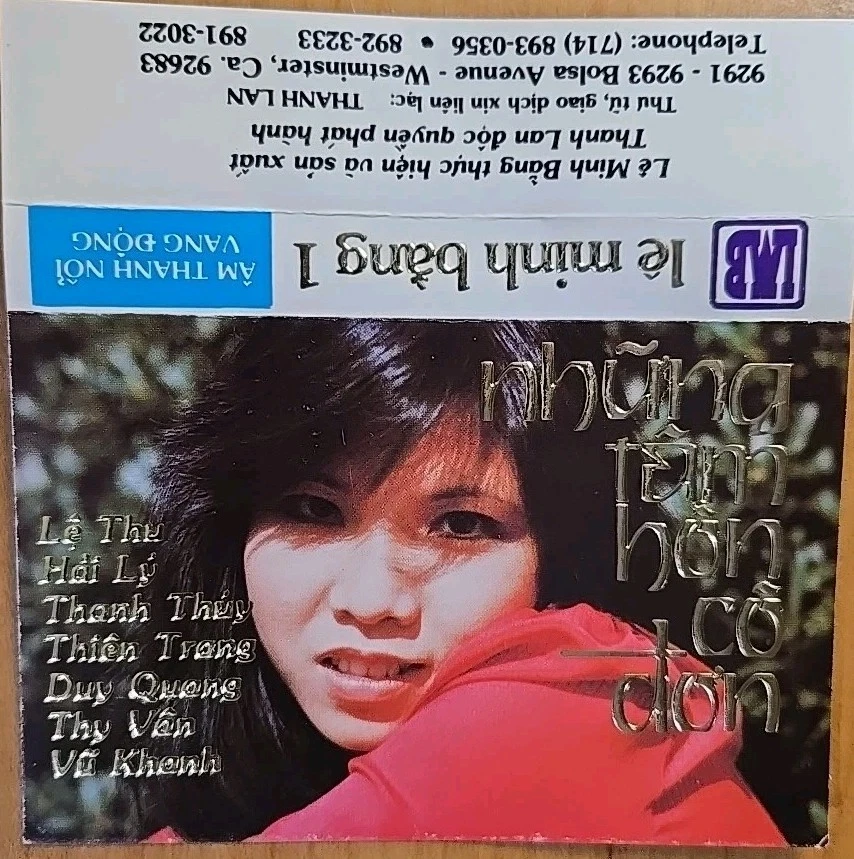 Lê Minh Bằng thực hiện và sản xuất
Thanh Lan độc quyền phát hành
Thư từ, giao dịch xin liên lạc: THANH LAN
9291 - 9293 Bolsa Avenue - Westminster, Ca. 92683
Telephone: (714) 893-0356 • 892-3233 891-3022
LMB
lê minh bằng 1
ÂM THANH NỔI
VANG ĐỘNG
những
tâm
hồn
cô
đơn
Lệ Thu
Hải Lý
Thanh Thúy
Thiên Trang
Duy Quang
Thy Vân
Vũ Khanh